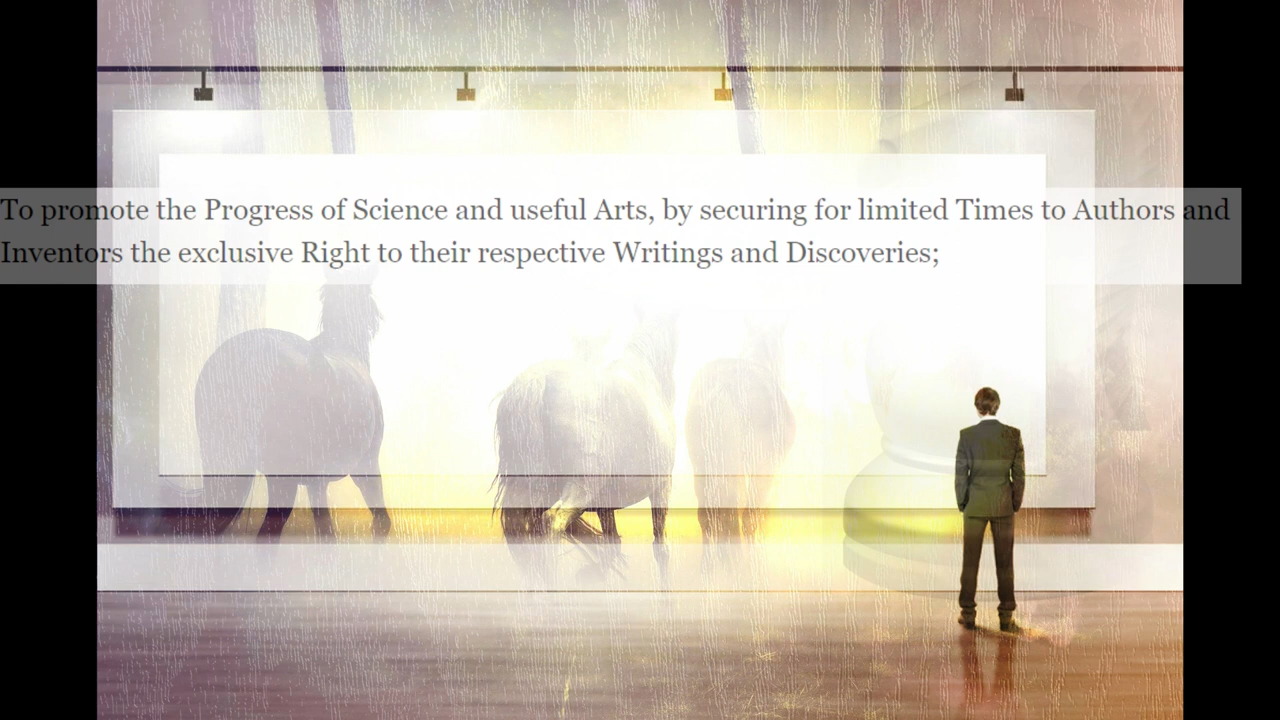 To promote the Progress of Science and useful Arts, by securing for limited Times to Authors and
Inventors the exclusive Right to their respective Writings and Discoveries;